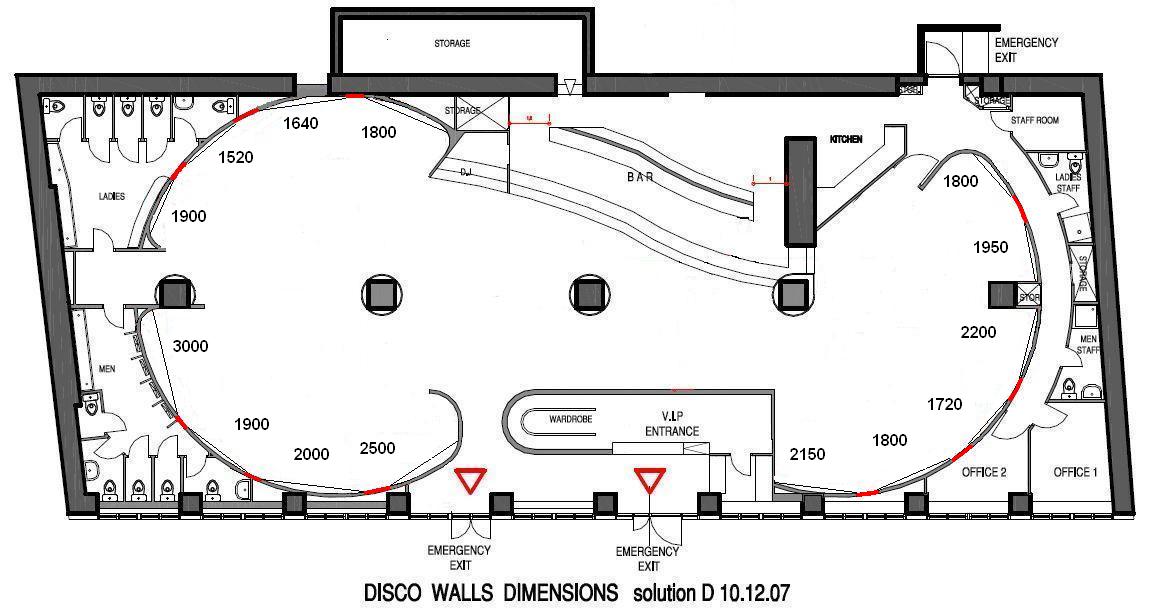 STORAGE
EMERGENCY
EXIT
STORAGE
STORAGE
STAFF ROOM
1640
1800
1520
KITCHEN
D.J
B A R
LADIES
STAFF
1800
LADIES
1900
1950
STORAGE
STOR
3000
2200
MEN
STAFF
MEN
1720
1900
WARDROBE
V.I.P
ENTRANCE
2000
2500
2150
1800
OFFICE 2
OFFICE 1
EMERGENCY
EXIT
EMERGENCY
EXIT
DISCO WALLS DIMENSIONS solution D 10.12.07